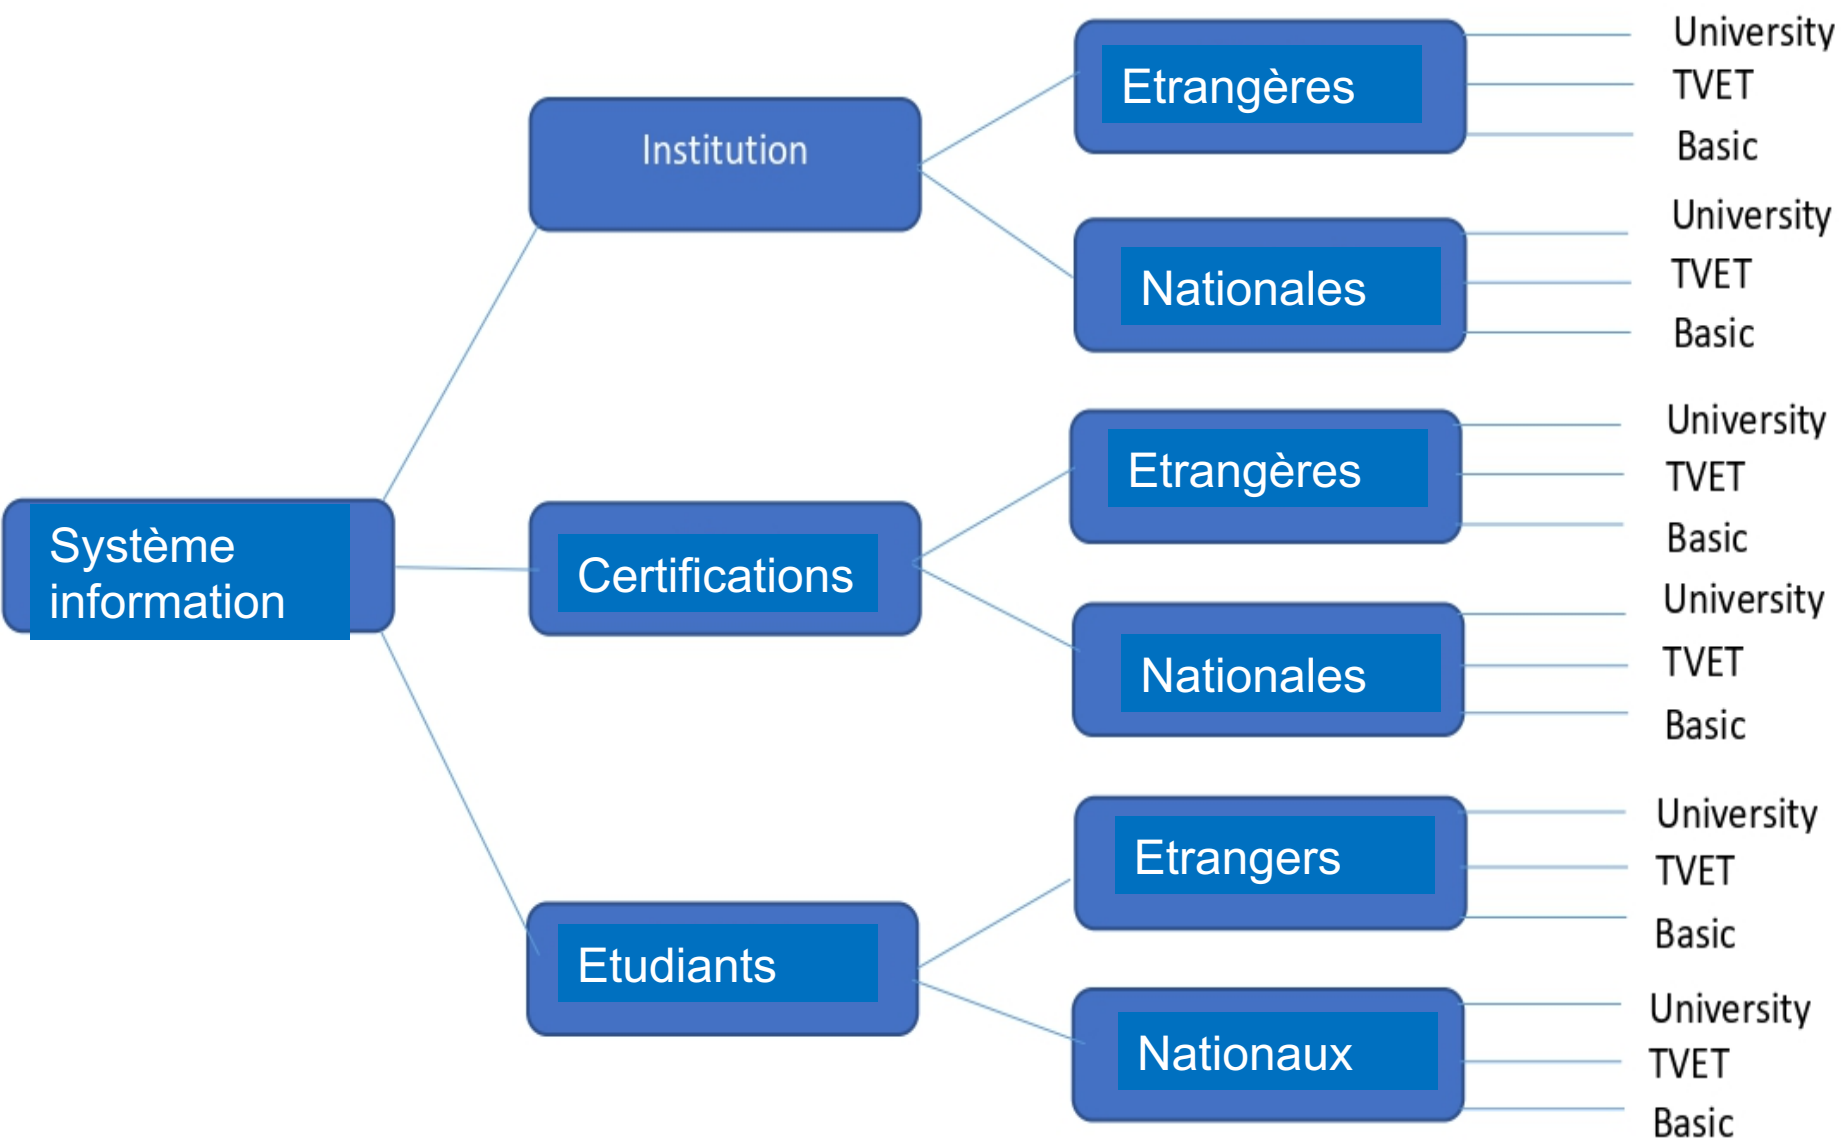 Système
information
Institution
Etrangères
University
TVET
Basic
Nationales
University
TVET
Basic
Certifications
Etrangères
University
TVET
Basic
Nationales
University
TVET
Basic
Etudiants
Etrangers
University
TVET
Basic
Nationaux
University
TVET
Basic